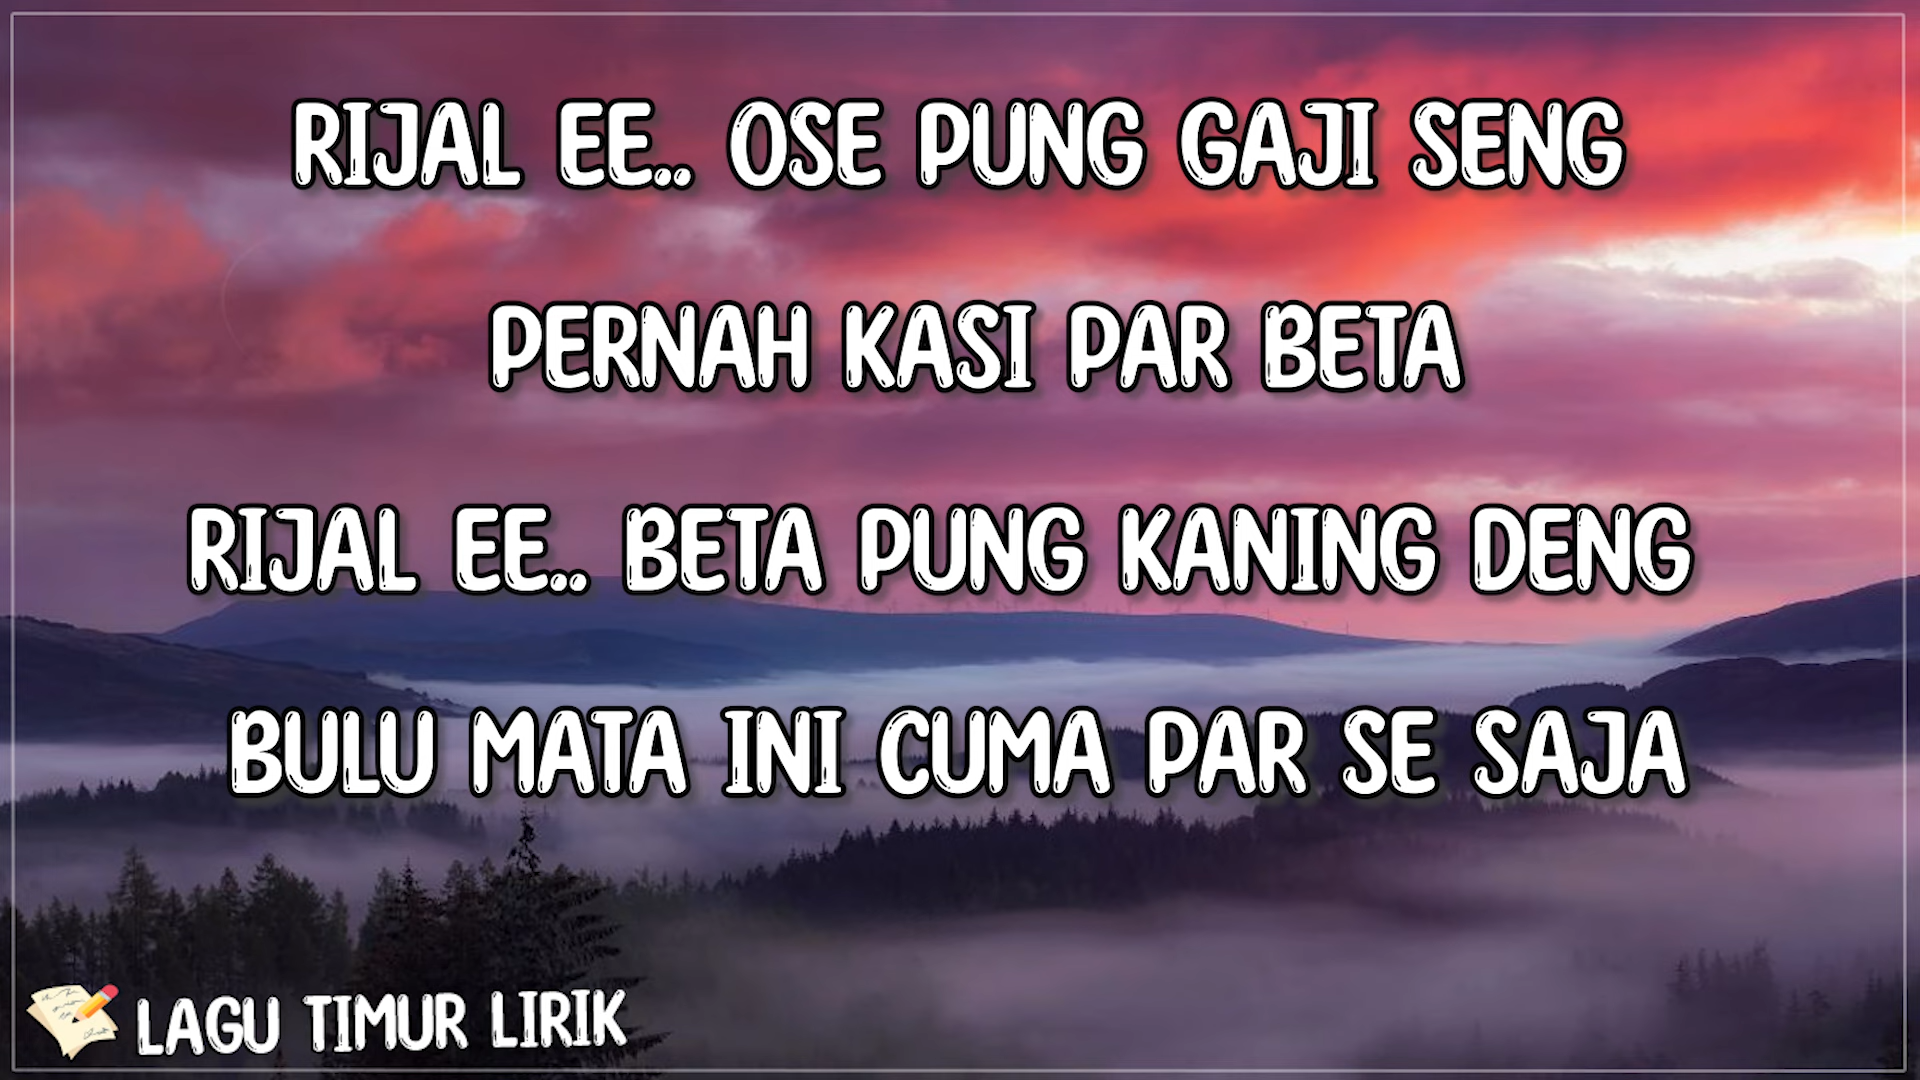 RIJAL EE.. OSE PUNG GAJI SENG
PERNAH KASI PAR BETA
RIJAL EE.. BETA PUNG KANING DENG
BULU MATA INI CUMA PAR SE SAJA
LAGU TIMUR LIRIK